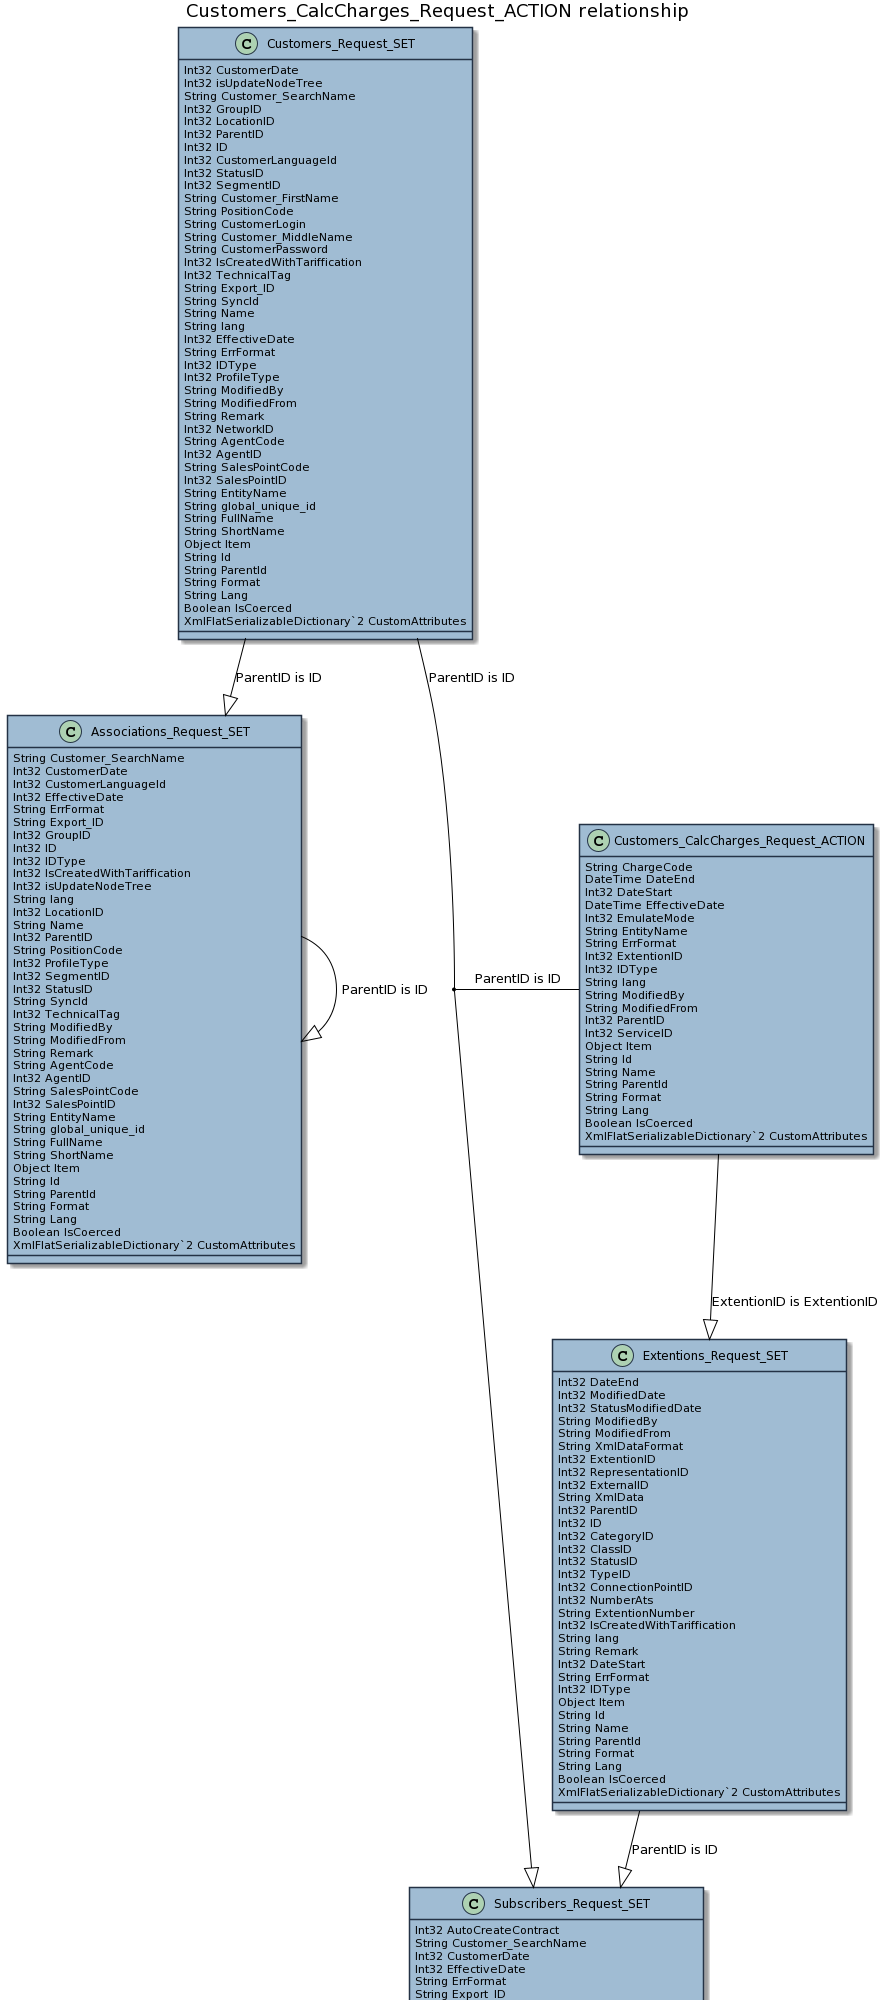 Customers_CalcCharges_Request_ACTION relationship
C Customers_Request_SET
Int32 CustomerDate
Int32 isUpdateNodeTree
String Customer_SearchName
Int32 GroupID
Int32 LocationID
Int32 ParentID
Int32 ID
Int32 CustomerLanguageId
Int32 StatusID
Int32 SegmentID
String Customer_FirstName
String PositionCode
String CustomerLogin
String Customer_MiddleName
String CustomerPassword
Int32 IsCreatedWithTariffication
Int32 TechnicalTag
String Export_ID
String SyncId
String Name
String lang
Int32 EffectiveDate
String ErrFormat
Int32 IDType
Int32 ProfileType
String ModifiedBy
String ModifiedFrom
String Remark
Int32 NetworkID
String AgentCode
Int32 AgentID
String SalesPointCode
Int32 SalesPointID
String EntityName
String global_unique_id
String FullName
String ShortName
Object Item
String Id
String ParentId
String Format
String Lang
Boolean IsCoerced
XmlFlatSerializableDictionary`2 CustomAttributes
ParentID is ID
ParentID is ID
C Associations_Request_SET
String Customer_SearchName
Int32 CustomerDate
Int32 CustomerLanguageId
Int32 EffectiveDate
String ErrFormat
String Export_ID
Int32 GroupID
Int32 ID
Int32 IDType
Int32 IsCreatedWithTariffication
Int32 isUpdateNodeTree
String lang
Int32 LocationID
String Name
Int32 ParentID
String PositionCode
Int32 ProfileType
Int32 SegmentID
Int32 StatusID
String SyncId
Int32 TechnicalTag
String ModifiedBy
String ModifiedFrom
String Remark
String AgentCode
Int32 AgentID
String SalesPointCode
Int32 SalesPointID
String EntityName
String global_unique_id
String FullName
String ShortName
Object Item
String Id
String ParentId
String Format
String Lang
Boolean IsCoerced
XmlFlatSerializableDictionary`2 CustomAttributes
ParentID is ID
ParentID is ID
C Customers_CalcCharges_Request_ACTION
String ChargeCode
DateTime DateEnd
Int32 DateStart
DateTime EffectiveDate
Int32 EmulateMode
String EntityName
String ErrFormat
Int32 ExtentionID
Int32 IDType
String lang
String ModifiedBy
String ModifiedFrom
Int32 ParentID
Int32 ServiceID
Object Item
String Id
String Name
String ParentId
String Format
String Lang
Boolean IsCoerced
XmlFlatSerializableDictionary`2 CustomAttributes
ExtentionID is ExtentionID
C Extentions_Request_SET
Int32 DateEnd
Int32 ModifiedDate
Int32 StatusModifiedDate
String ModifiedBy
String ModifiedFrom
String XmlDataFormat
Int32 ExtentionID
Int32 RepresentationID
Int32 ExternalID
String XmlData
Int32 ParentID
Int32 ID
Int32 CategoryID
Int32 ClassID
Int32 StatusID
Int32 TypeID
Int32 ConnectionPointID
Int32 NumberAts
String ExtentionNumber
Int32 IsCreatedWithTariffication
String lang
String Remark
Int32 DateStart
String ErrFormat
Int32 IDType
Object Item
String Id
String Name
String ParentId
String Format
String Lang
Boolean IsCoerced
XmlFlatSerializableDictionary`2 CustomAttributes
ParentID is ID
C Subscribers_Request_SET
Int32 AutoCreateContract
String Customer_SearchName
Int32 CustomerDate
Int32 EffectiveDate
String ErrFormat
String Export_ID